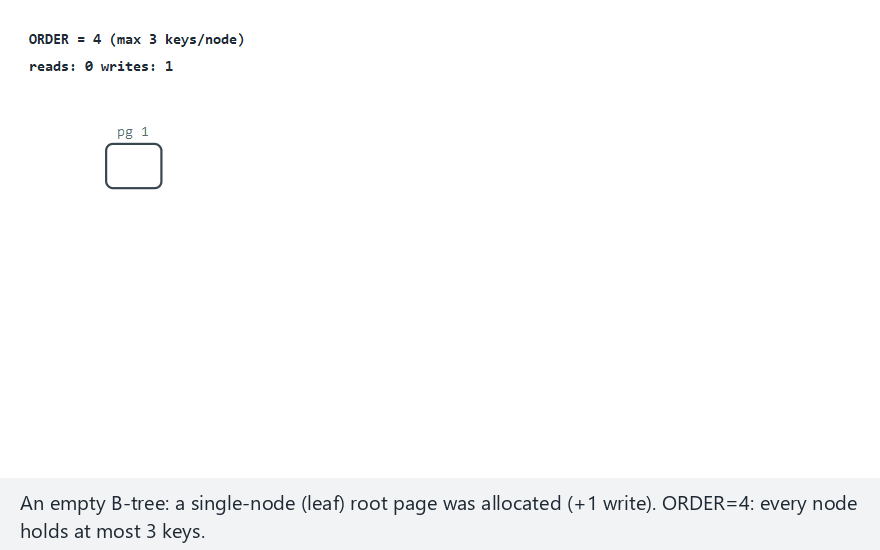 ORDER = 4 (max 3 keys/node)
reads: 0 writes: 1
pg 1
An empty B-tree: a single-node (leaf) root page was allocated (+1 write). ORDER=4: every node
holds at most 3 keys.